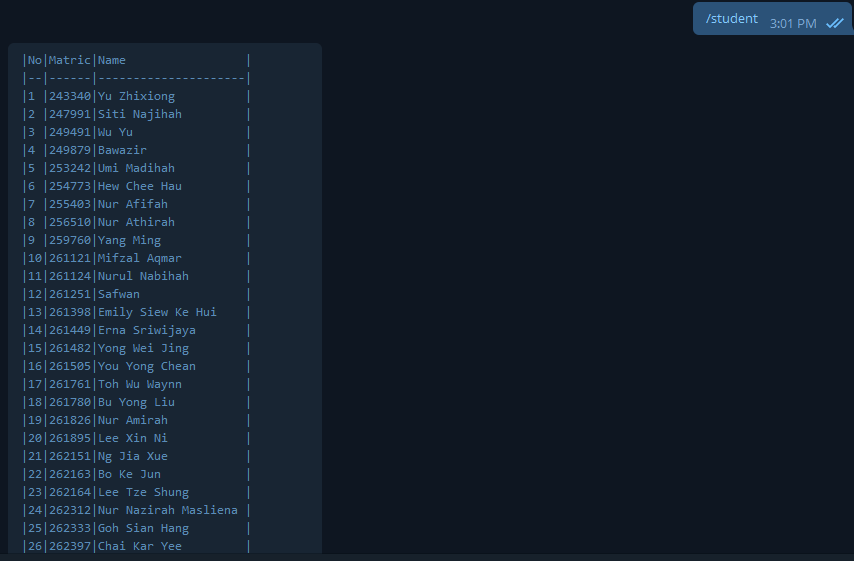 /student 3:01 PM
|No|Matric|Name                 |
|--|------|---------------------|
|1 |243340|Yu Zhixiong          |
|2 |247991|Siti Najihah         |
|3 |249491|Wu Yu                |
|4 |249879|Bawazir              |
|5 |253242|Umi Madihah          |
|6 |254773|Hew Chee Hau         |
|7 |255403|Nur Afifah           |
|8 |256510|Nur Athirah          |
|9 |259760|Yang Ming            |
|10|261121|Mifzal Aqmar         |
|11|261124|Nurul Nabihah        |
|12|261251|Safwan               |
|13|261398|Emily Siew Ke Hui    |
|14|261449|Erna Sriwijaya       |
|15|261482|Yong Wei Jing        |
|16|261505|You Yong Chean       |
|17|261761|Toh Wu Waynn         |
|18|261780|Bu Yong Liu          |
|19|261826|Nur Amirah           |
|20|261895|Lee Xin Ni           |
|21|262151|Ng Jia Xue           |
|22|262163|Bo Ke Jun            |
|23|262164|Lee Tze Shung        |
|24|262312|Nur Nazirah Masliena |
|25|262333|Goh Sian Hang        |
|26|262397|Chai Kar Yee         |